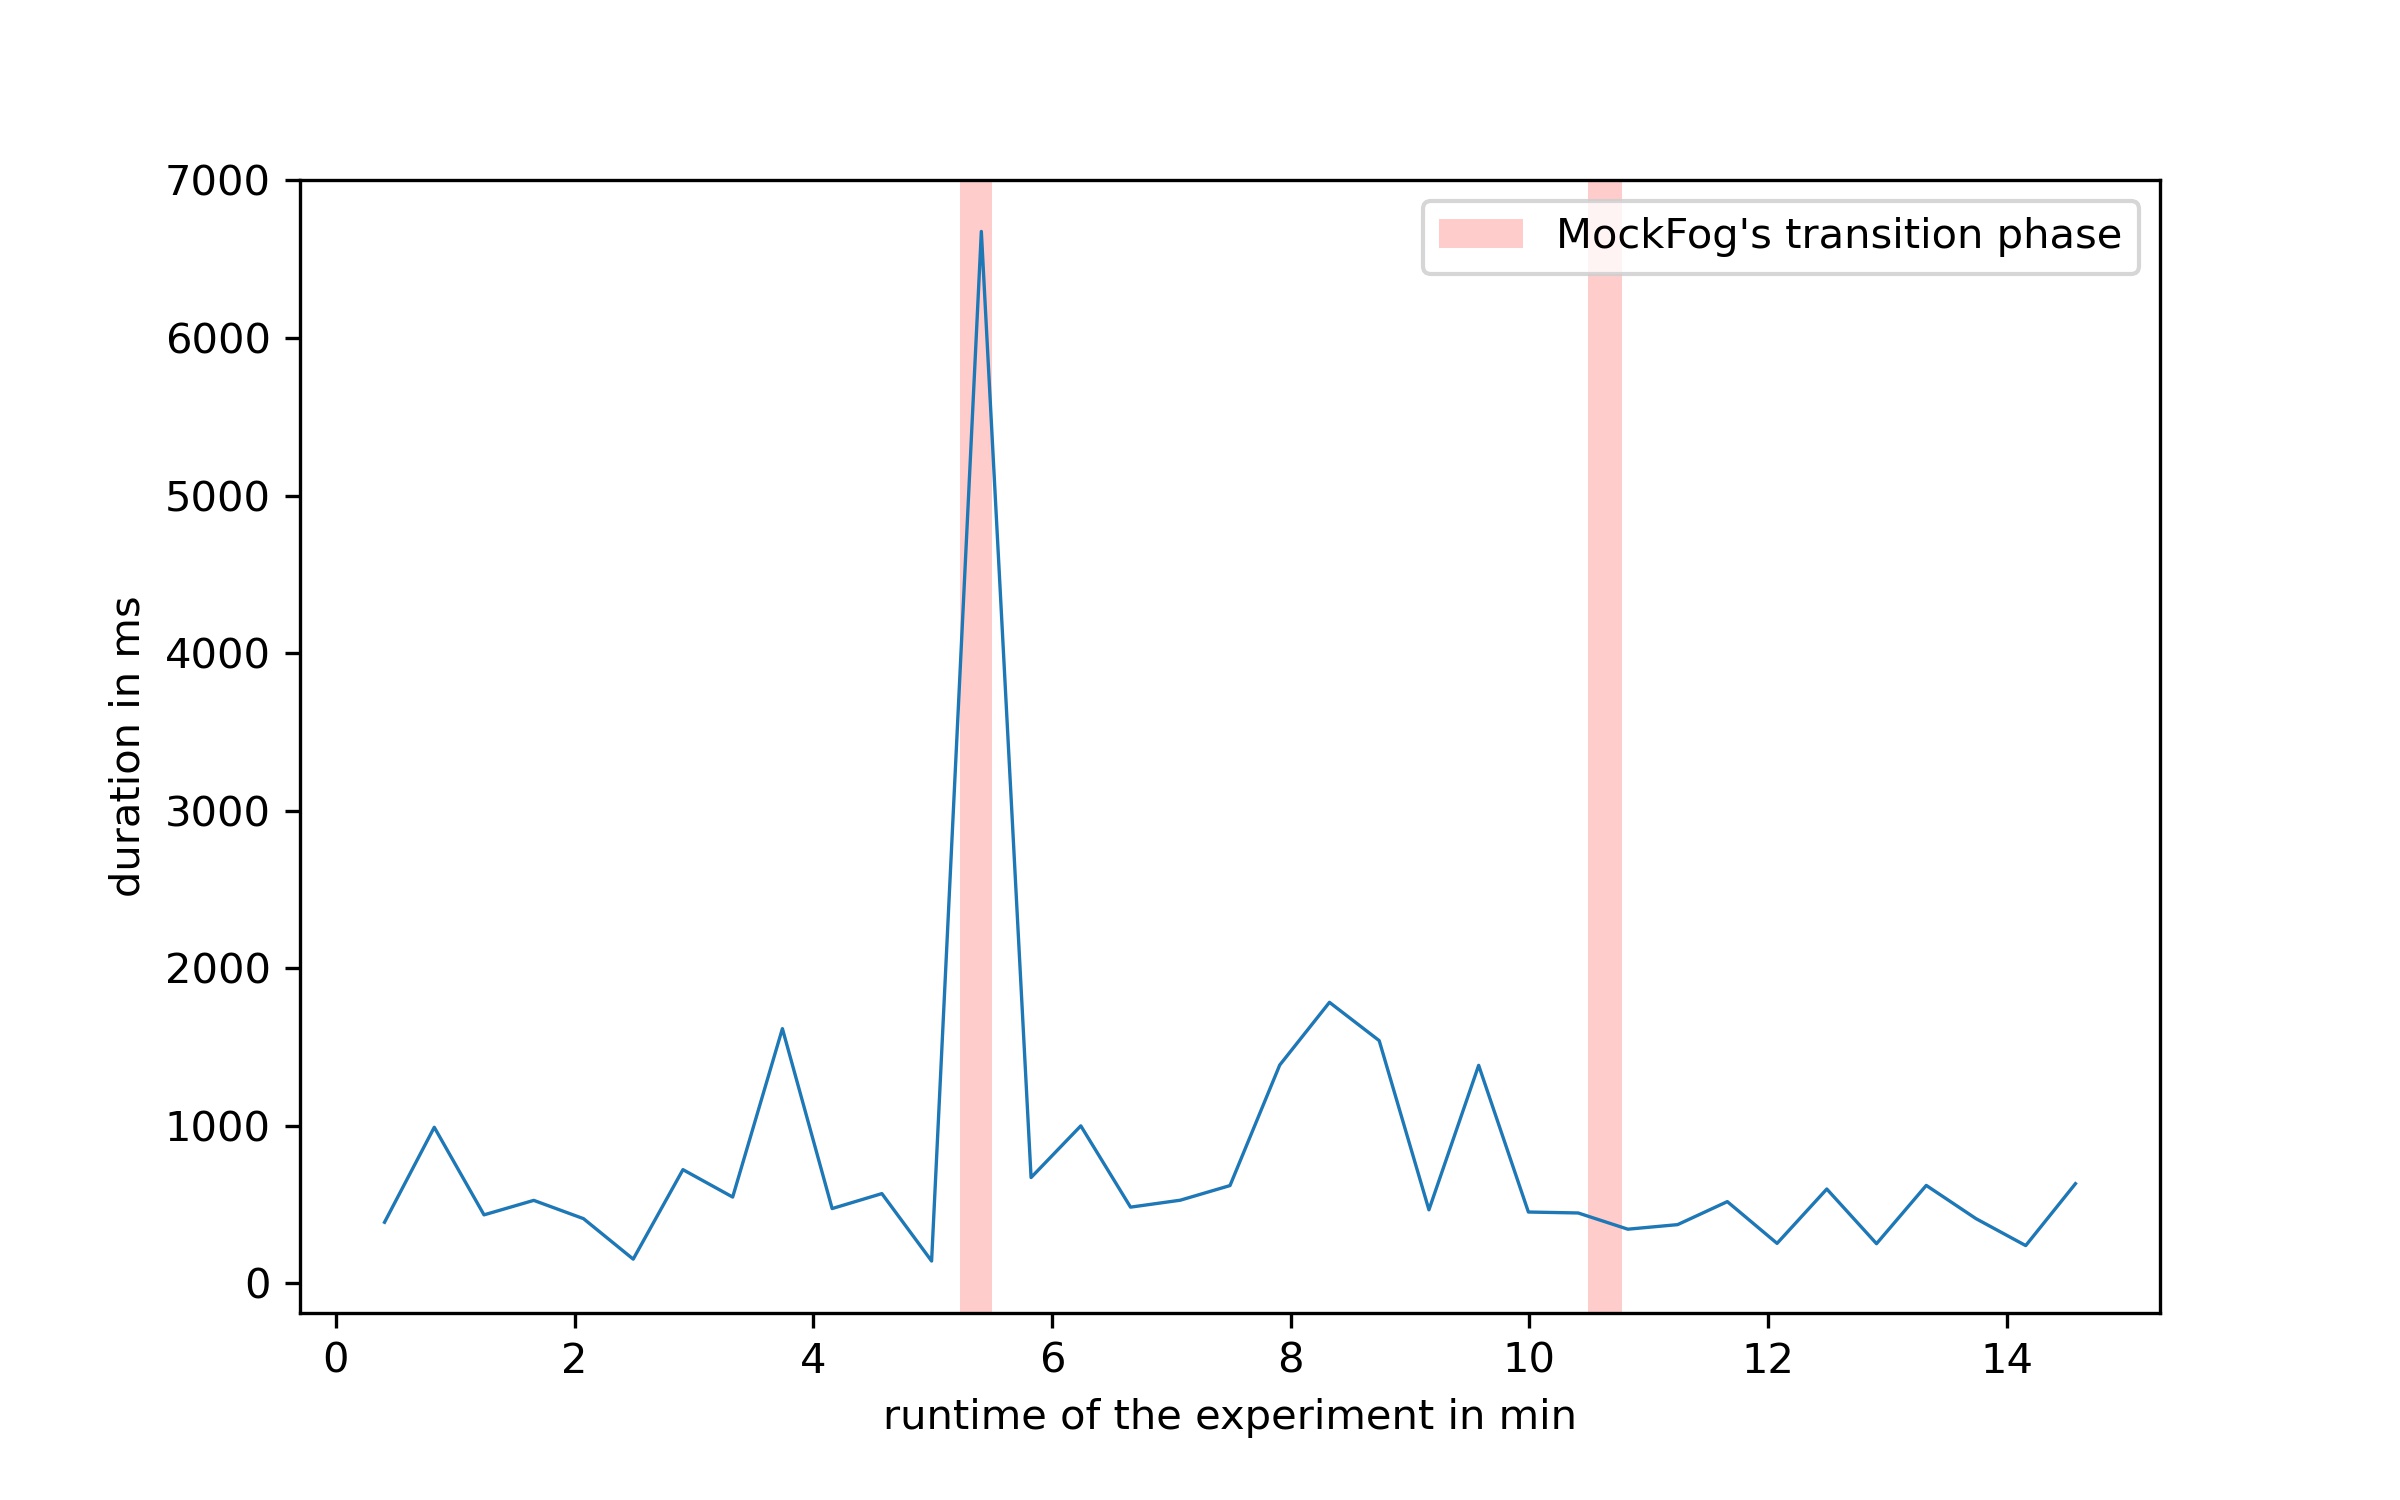 7000
6000
5000
4000
3000
2000
1000
0
duration in ms
MockFog's transition phase
0 2 4 6 8 10 12 14
runtime of the experiment in min